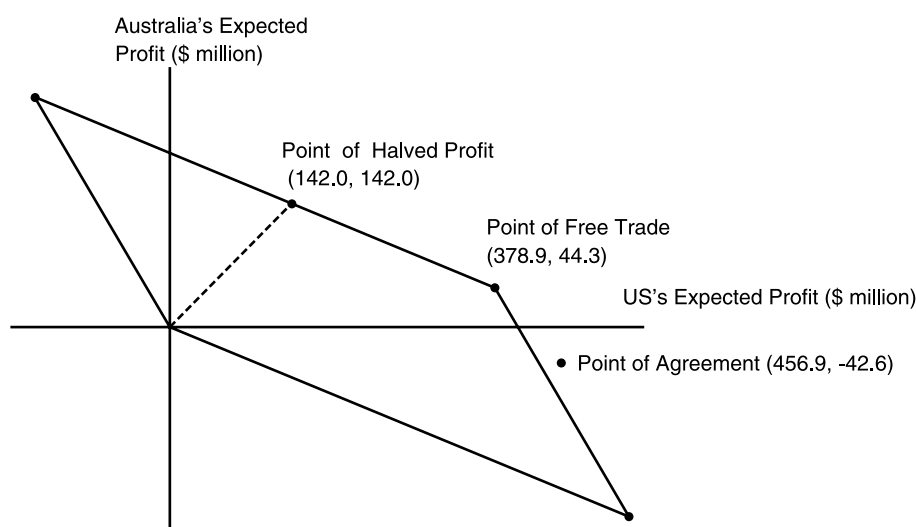 Australia's Expected
Profit ($ million)
Point of Halved Profit
(142.0, 142.0)
Point of Free Trade
(378.9, 44.3)
US's Expected Profit ($ million)
Point of Agreement (456.9, -42.6)